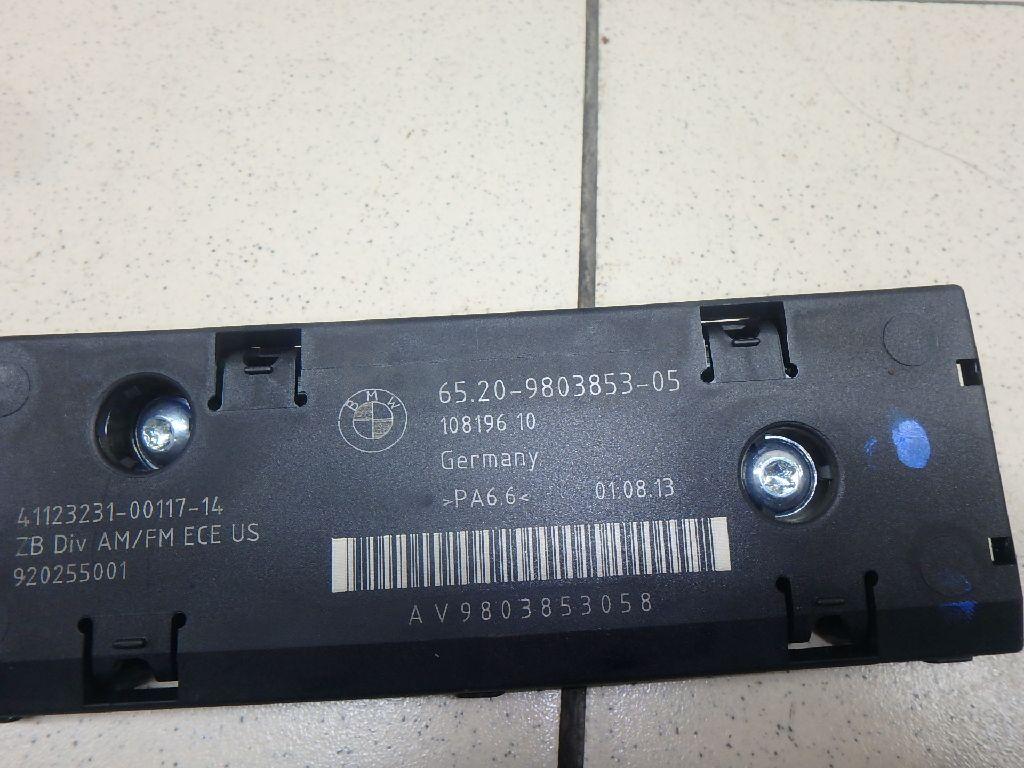 BMW
65.20-9803853-05
108196 10
Germany
>PA6.6< 01.08.13
AV9803853058
41123231-00117-14
ZB Div AM/FM ECE US
920255001